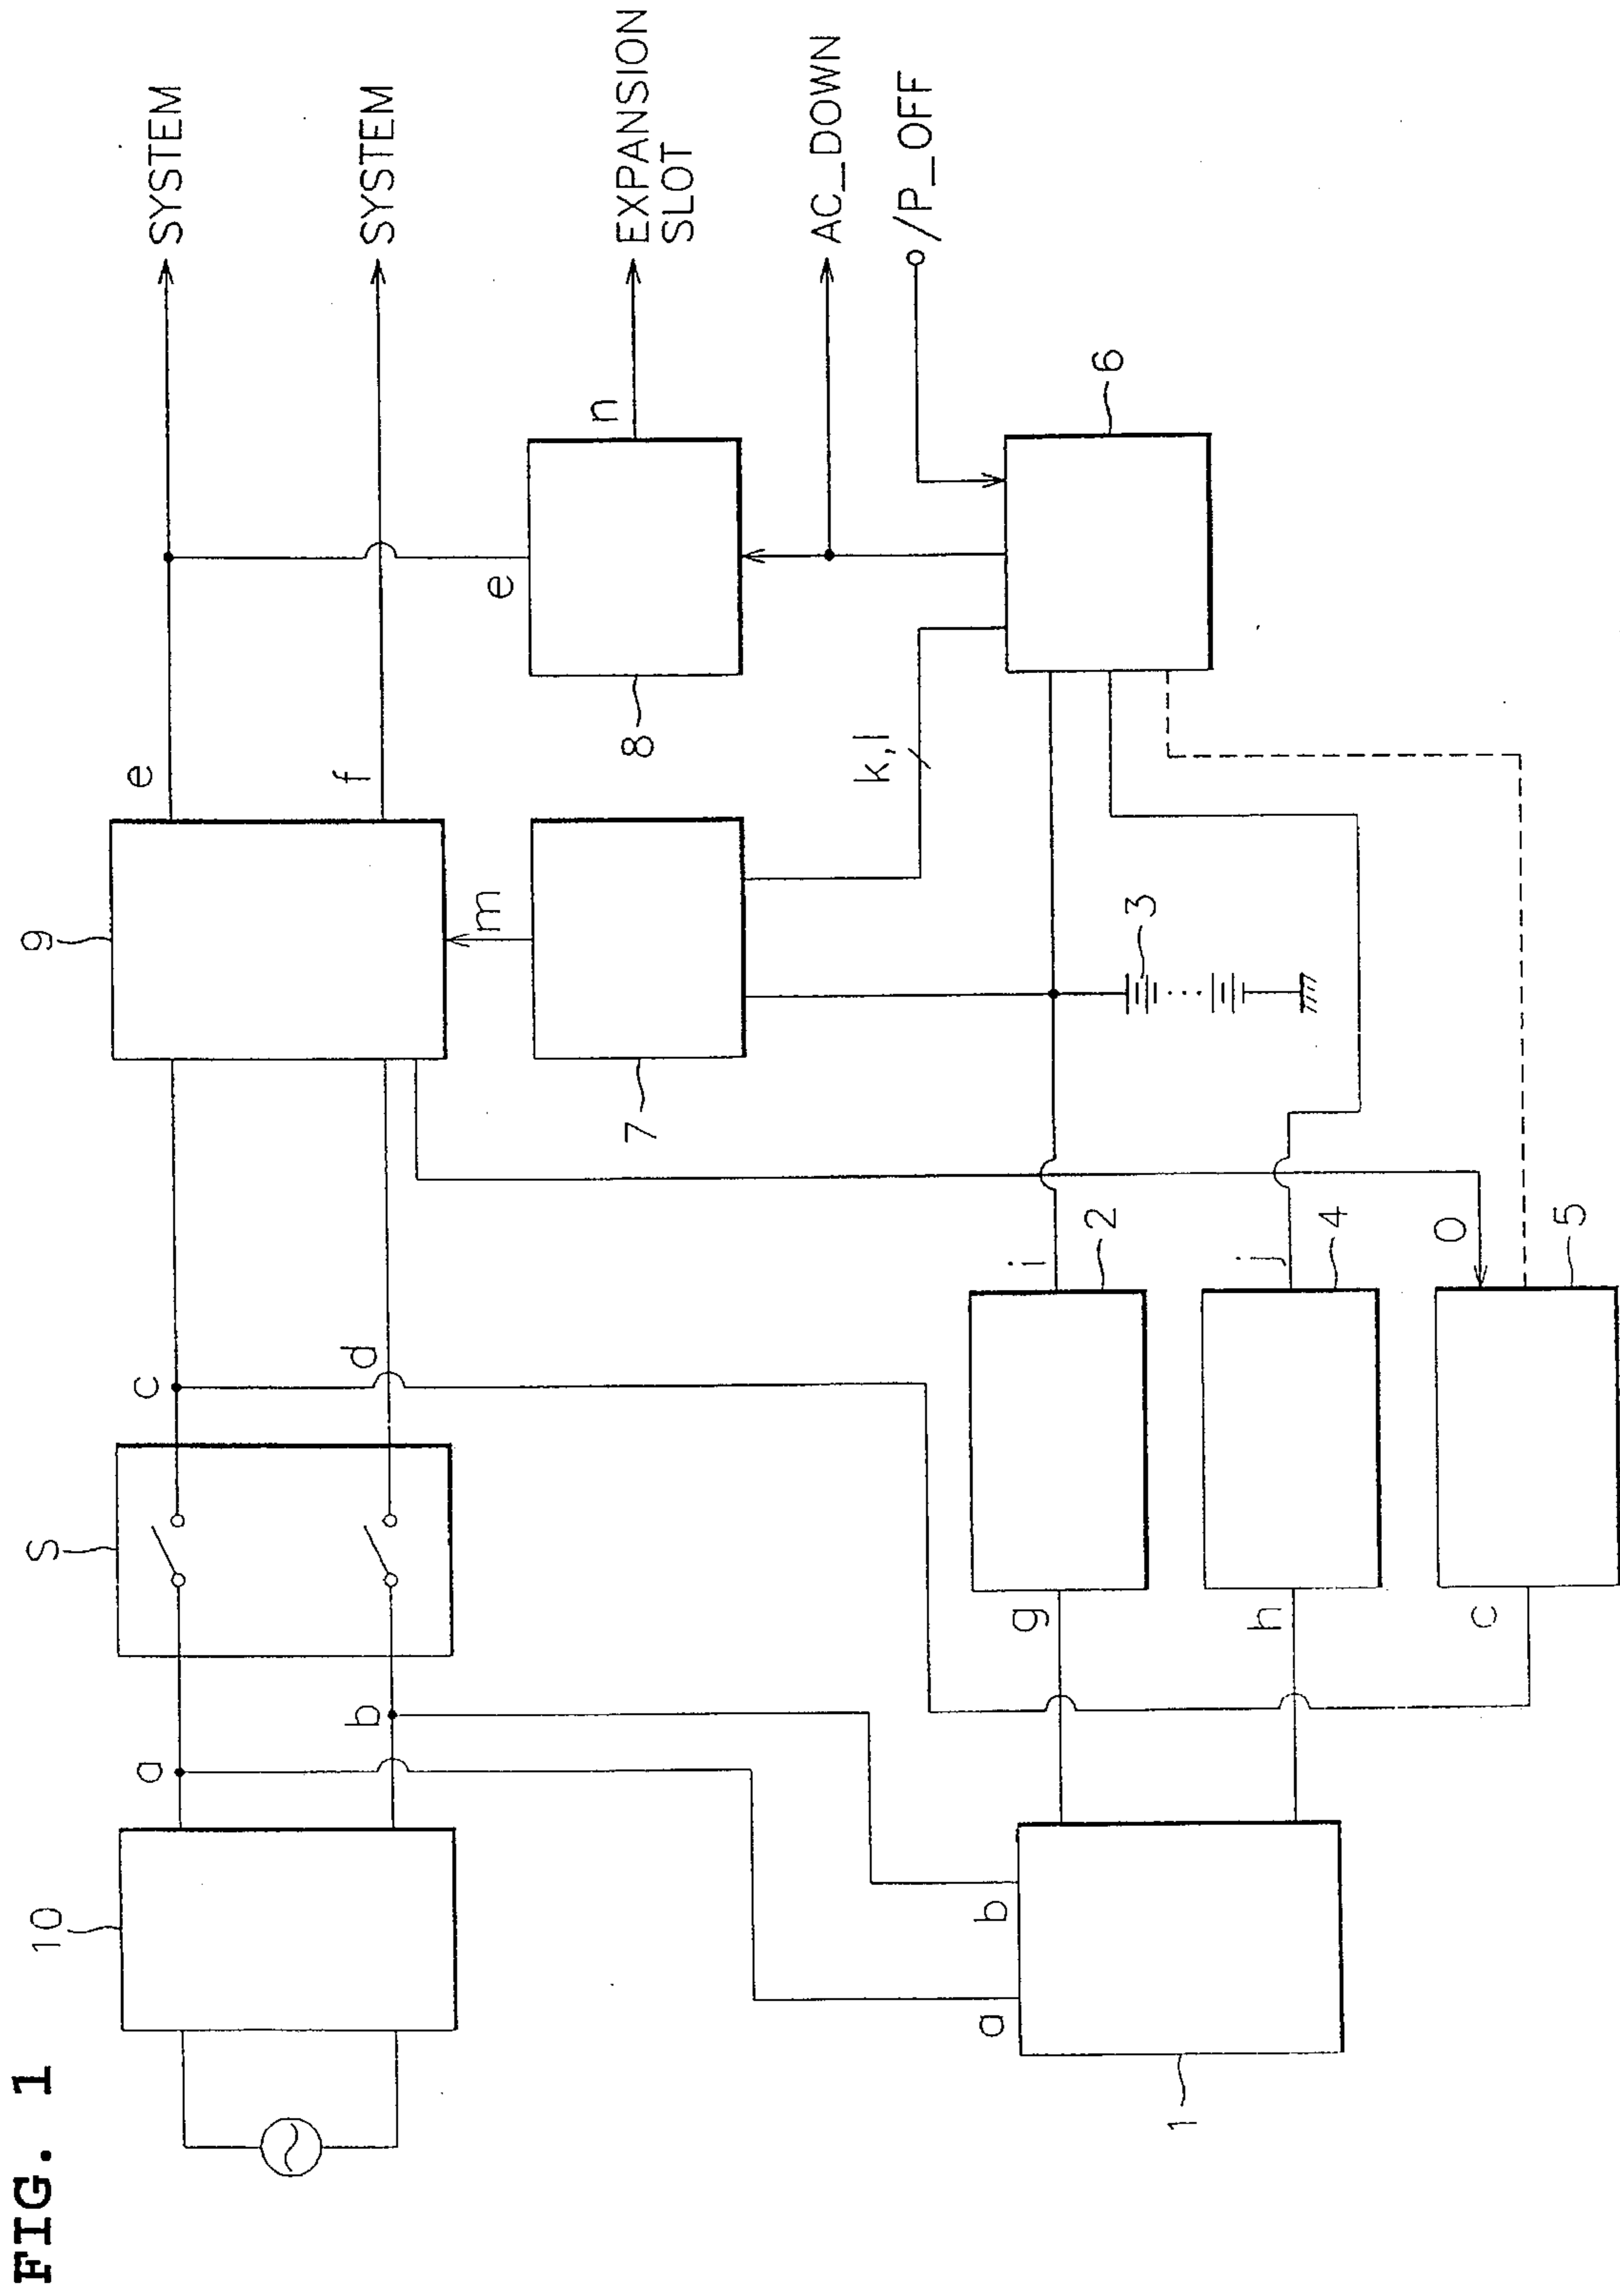 FIG. 1
10
a
b
S
c
d
9
e
f
SYSTEM
SYSTEM
m
7
e
8
n
EXPANSION
SLOT
k,l
AC_DOWN
/P_OFF
6
3
a
b
1
g
i
2
h
j
4
c
O
5